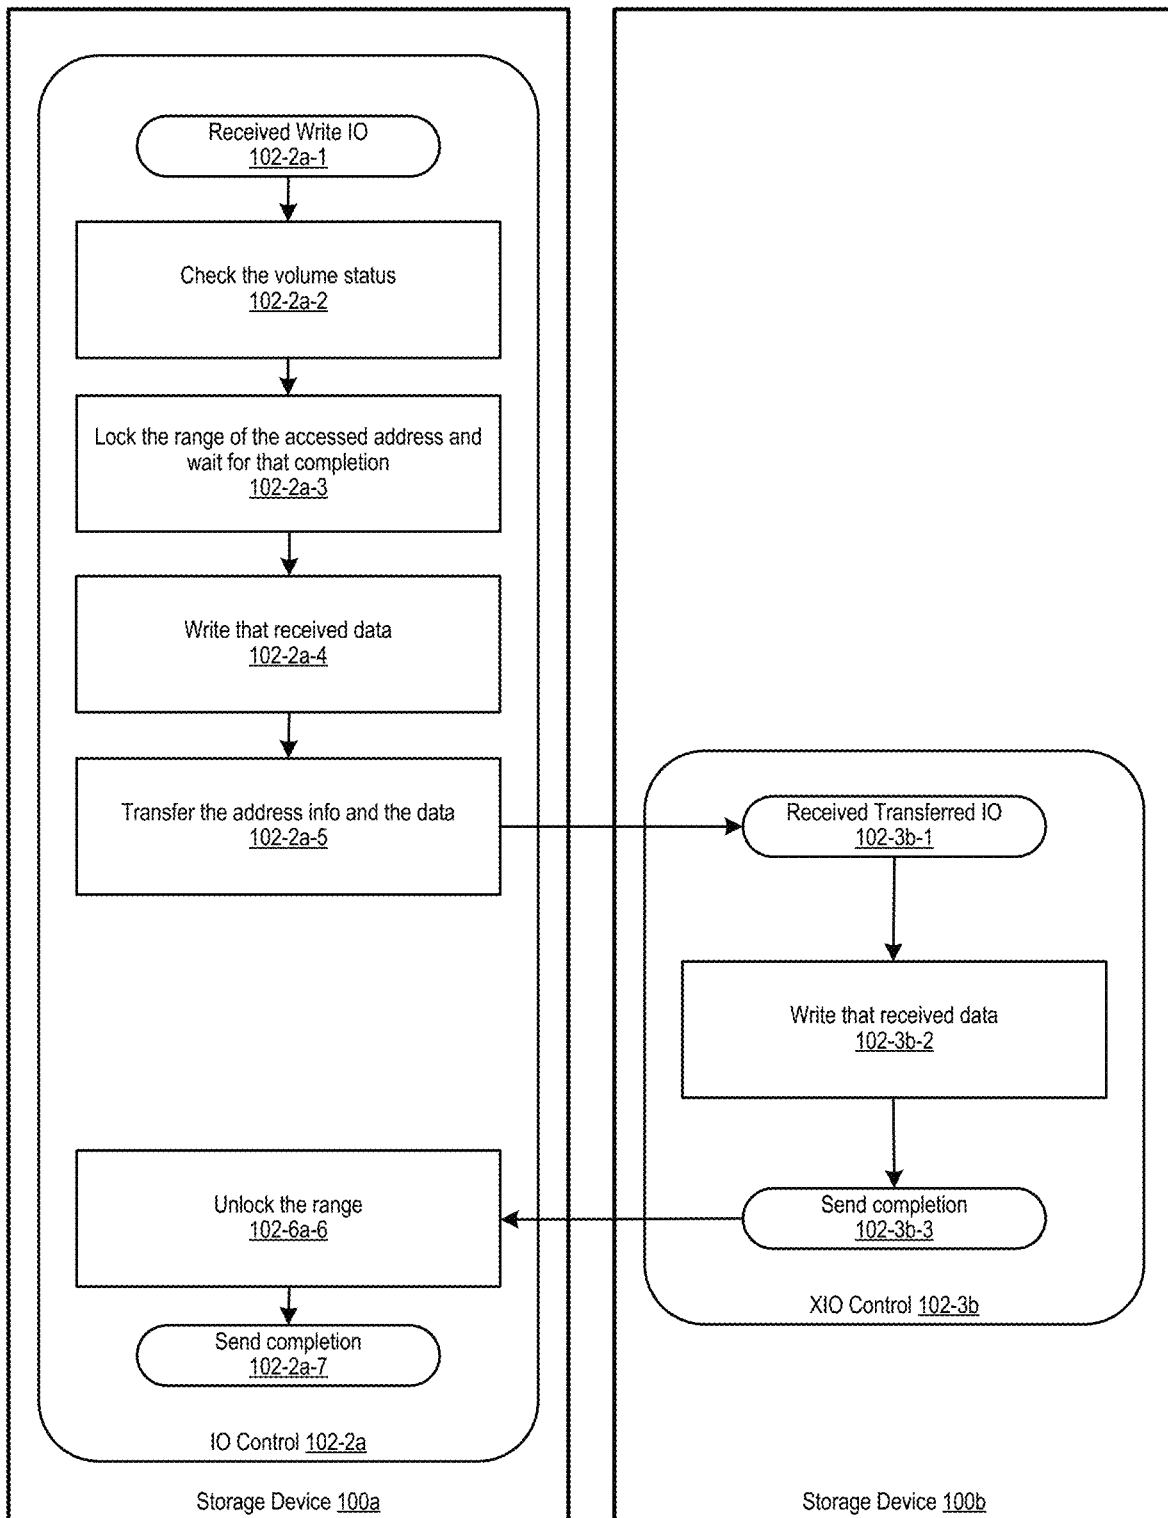 Received Write IO
102-2a-1
Check the volume status
102-2a-2
Lock the range of the accessed address and
wait for that completion
102-2a-3
Write that received data
102-2a-4
Transfer the address info and the data
102-2a-5
Received Transferred IO
102-3b-1
Write that received data
102-3b-2
Send completion
102-3b-3
XIO Control 102-3b
Unlock the range
102-6a-6
Send completion
102-2a-7
IO Control 102-2a
Storage Device 100a
Storage Device 100b